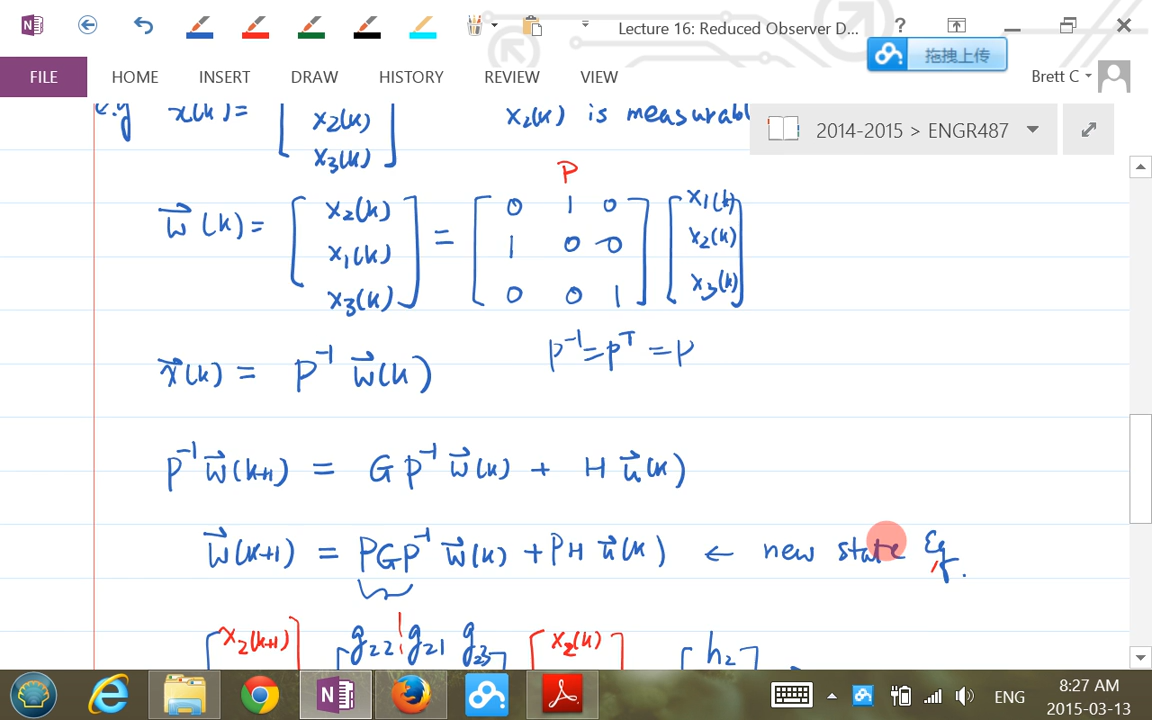 Lecture 16: Reduced Observer D...
?
拖拽上传
FILE
HOME
INSERT
DRAW
HISTORY
REVIEW
VIEW
Brett C
2014-2015 > ENGR487
e.g x(k) = [ x2(k) x3(k) ] x2(k) is measurabl
P
w⃗(k) = [ x2(k) x1(k) x3(k) ] = [ 0 1 0 1 0 0 0 0 1 ] [ x1(k) x2(k) x3(k) ]
P⁻¹ = Pᵀ = P
x⃗(k) = P⁻¹ w⃗(k)
P⁻¹ w⃗(k+1) = G P⁻¹ w⃗(k) + H u⃗(k)
w⃗(k+1) = PGP⁻¹ w⃗(k) + PH u⃗(k) ← new state Eq.
[ x2(k+1) [ g22 g21 g23 [ x2(k) [ h2
ENG
8:27 AM
2015-03-13